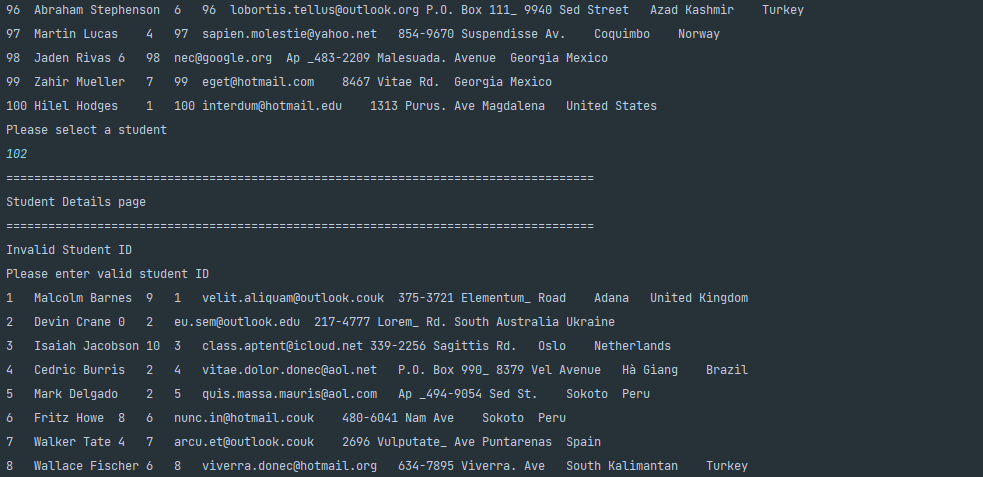 96 Abraham Stephenson 6 96 lobortis.tellus@outlook.org P.O. Box 111_ 9940 Sed Street Azad Kashmir Turkey
97 Martin Lucas 4 97 sapien.molestie@yahoo.net 854-9670 Suspendisse Av. Coquimbo Norway
98 Jaden Rivas 6 98 nec@google.org Ap _483-2209 Malesuada. Avenue Georgia Mexico
99 Zahir Mueller 7 99 eget@hotmail.com 8467 Vitae Rd. Georgia Mexico
100 Hilel Hodges 1 100 interdum@hotmail.edu 1313 Purus. Ave Magdalena United States
Please select a student
102
====================================================================================
Student Details page
====================================================================================
Invalid Student ID
Please enter valid student ID
1 Malcolm Barnes 9 1 velit.aliquam@outlook.couk 375-3721 Elementum_ Road Adana United Kingdom
2 Devin Crane 0 2 eu.sem@outlook.edu 217-4777 Lorem_ Rd. South Australia Ukraine
3 Isaiah Jacobson 10 3 class.aptent@icloud.net 339-2256 Sagittis Rd. Oslo Netherlands
4 Cedric Burris 2 4 vitae.dolor.donec@aol.net P.O. Box 990_ 8379 Vel Avenue Hà Giang Brazil
5 Mark Delgado 2 5 quis.massa.mauris@aol.com Ap _494-9054 Sed St. Sokoto Peru
6 Fritz Howe 8 6 nunc.in@hotmail.couk 480-6041 Nam Ave Sokoto Peru
7 Walker Tate 4 7 arcu.et@outlook.couk 2696 Vulputate_ Ave Puntarenas Spain
8 Wallace Fischer 6 8 viverra.donec@hotmail.org 634-7895 Viverra. Ave South Kalimantan Turkey